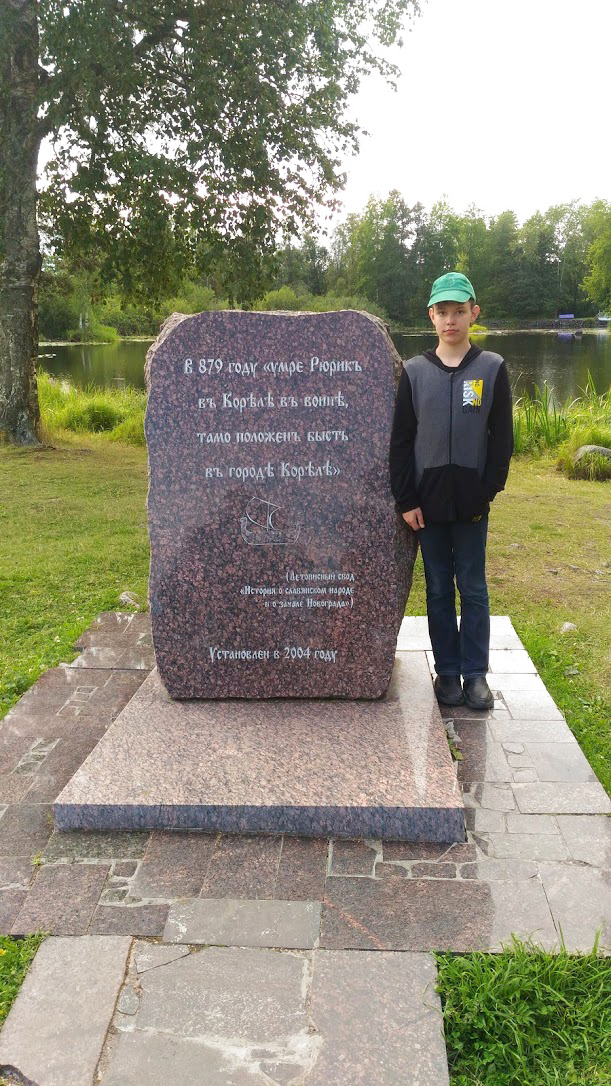 В 879 году «умре Рюрикъ
въ Корѣлѣ въ воинѣ,
тамо положенъ бысть
въ городѣ Корѣлѣ»
(Летописный свод
«История о славянском народе
и о начале Новограда»)
Установлен в 2004 году